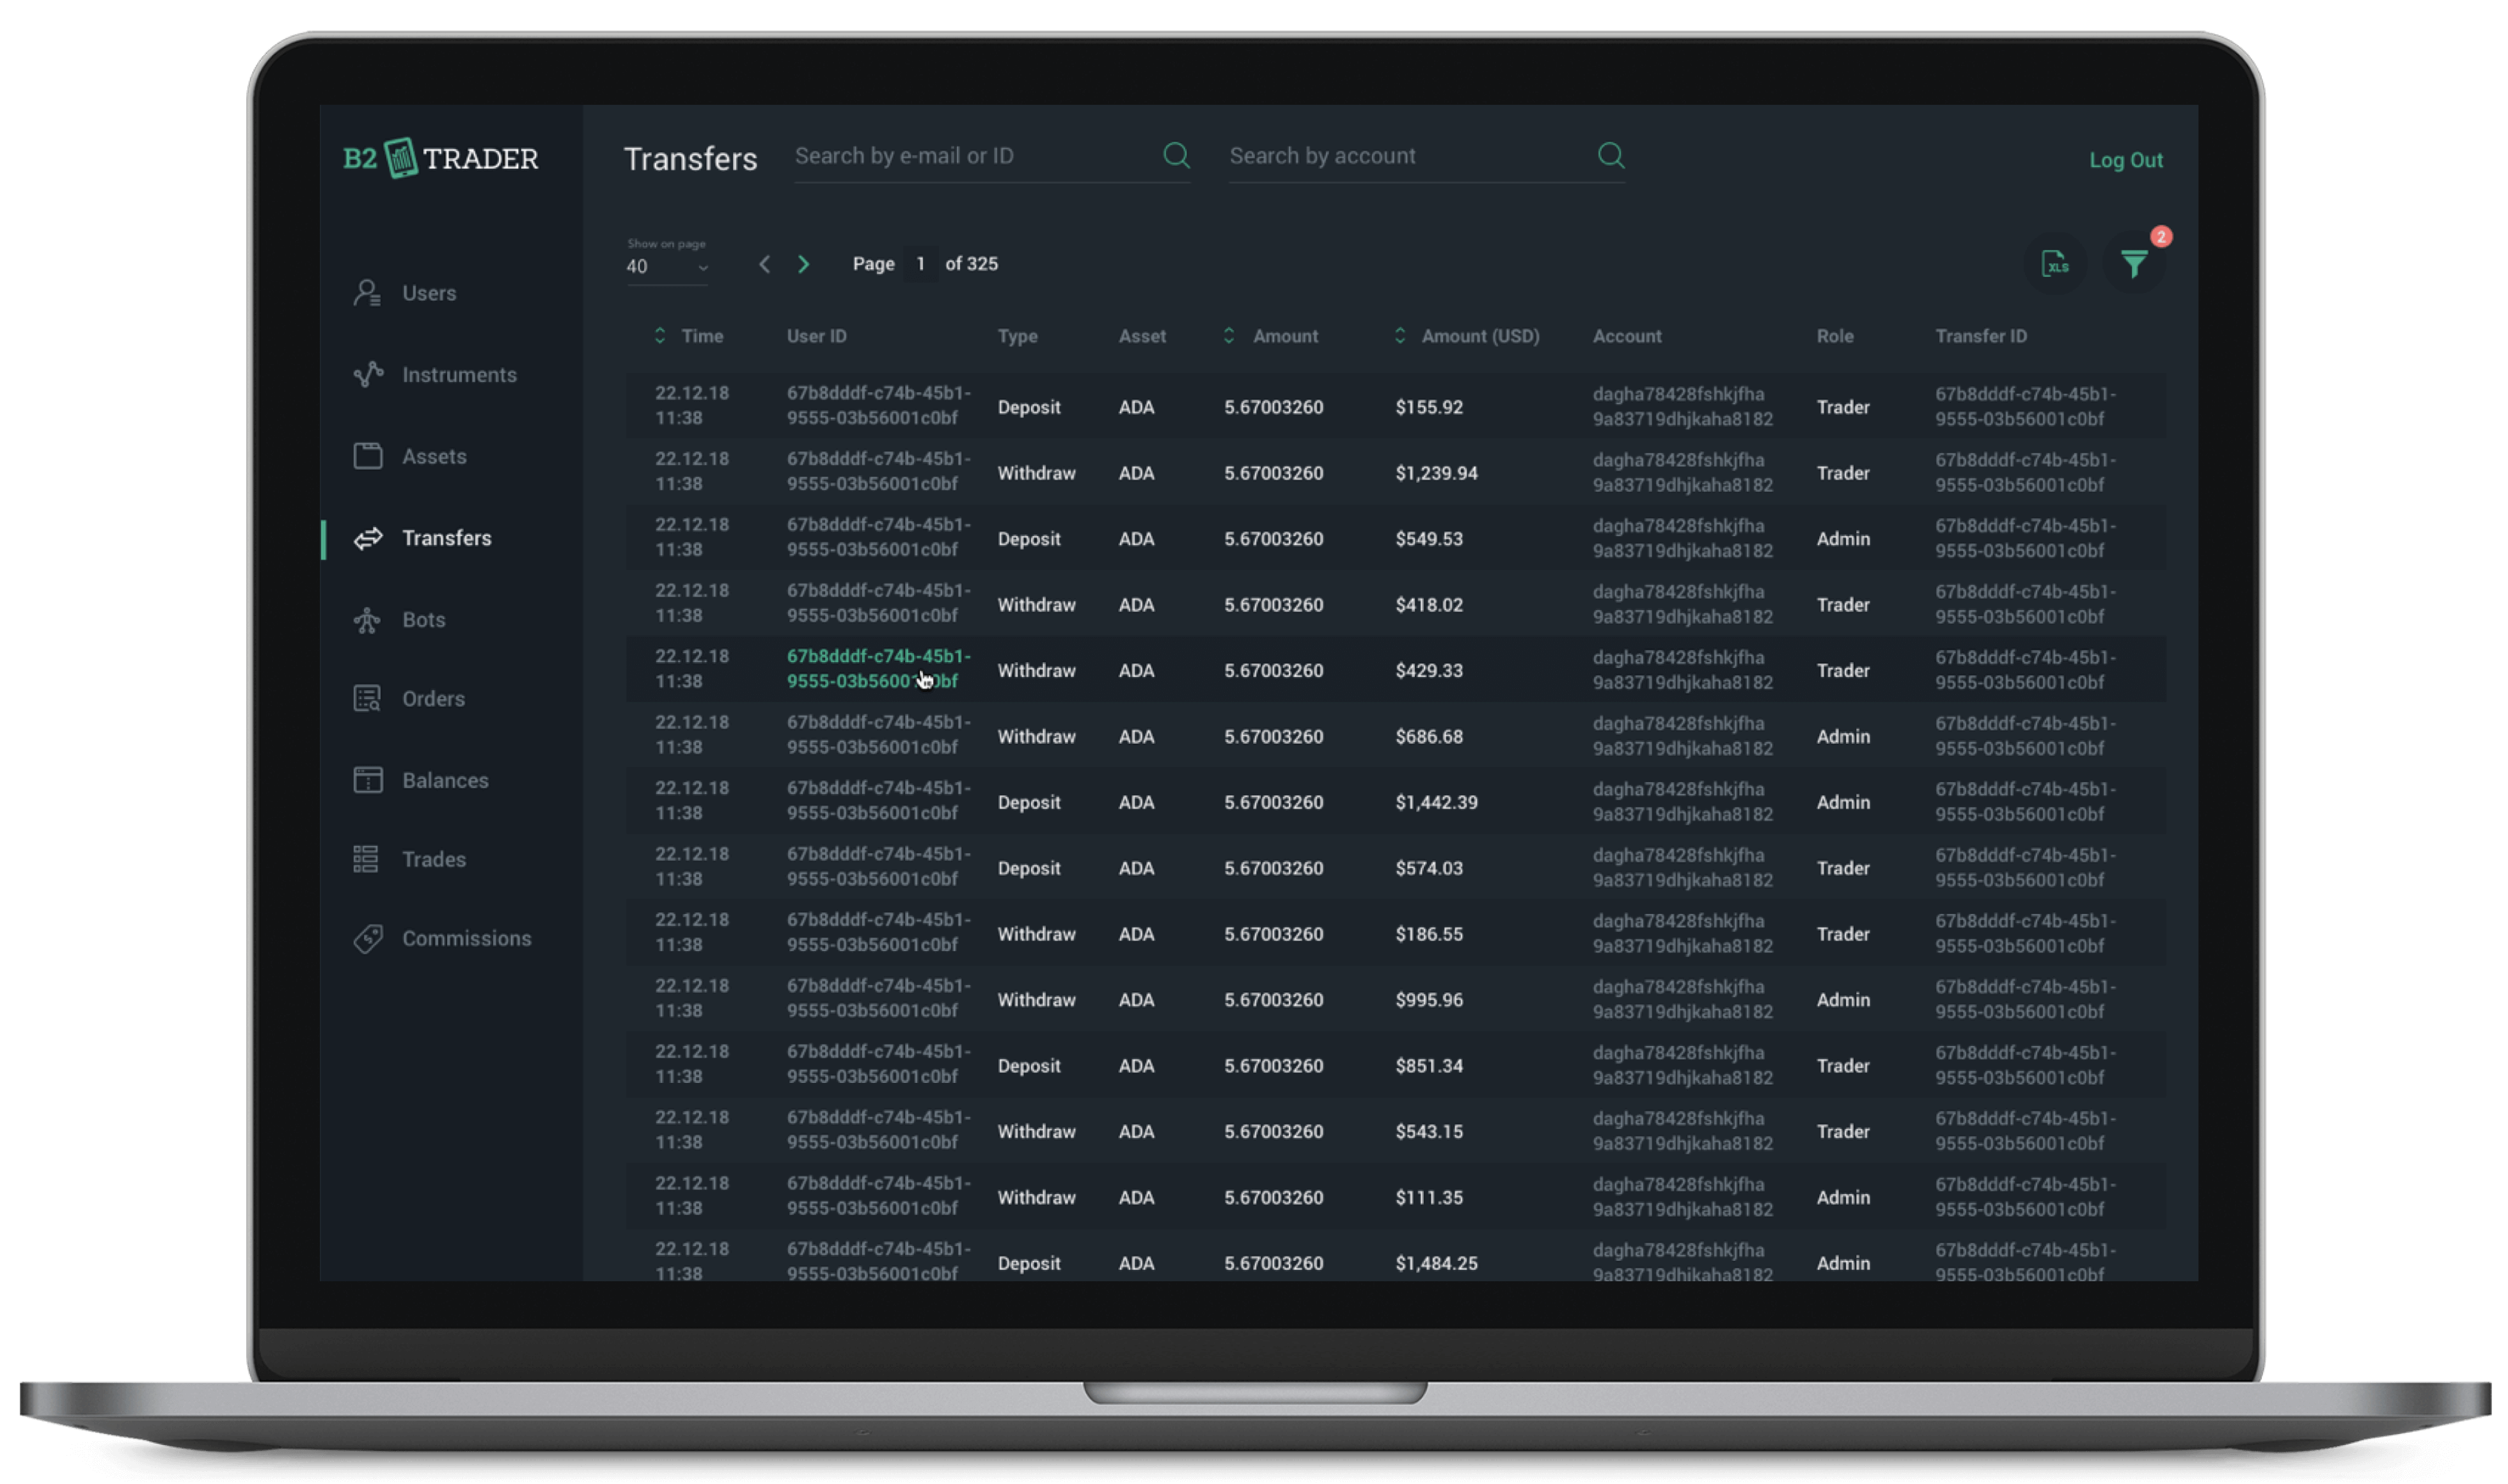 B2 TRADER
Users
Instruments
Assets
Transfers
Bots
Orders
Balances
Trades
Commissions
Transfers Search by e-mail or ID Search by account Log Out
Show on page
40 Page 1 of 325 XLS 2
Time User ID Type Asset Amount Amount (USD) Account Role Transfer ID
22.12.18 67b8dddf-c74b-45b1- dagha78428fshkjfha 67b8dddf-c74b-45b1-
Deposit ADA 5.67003260 $155.92 Trader
11:38 9555-03b56001c0bf 9a83719dhjkaha8182 9555-03b56001c0bf
22.12.18 67b8dddf-c74b-45b1- dagha78428fshkjfha 67b8dddf-c74b-45b1-
Withdraw ADA 5.67003260 $1,239.94 Trader
11:38 9555-03b56001c0bf 9a83719dhjkaha8182 9555-03b56001c0bf
22.12.18 67b8dddf-c74b-45b1- dagha78428fshkjfha 67b8dddf-c74b-45b1-
Deposit ADA 5.67003260 $549.53 Admin
11:38 9555-03b56001c0bf 9a83719dhjkaha8182 9555-03b56001c0bf
22.12.18 67b8dddf-c74b-45b1- dagha78428fshkjfha 67b8dddf-c74b-45b1-
Withdraw ADA 5.67003260 $418.02 Trader
11:38 9555-03b56001c0bf 9a83719dhjkaha8182 9555-03b56001c0bf
22.12.18 67b8dddf-c74b-45b1- dagha78428fshkjfha 67b8dddf-c74b-45b1-
Withdraw ADA 5.67003260 $429.33 Trader
11:38 9a83719dhjkaha8182 9555-03b56001c0bf
22.12.18 67b8dddf-c74b-45b1- dagha78428fshkjfha 67b8dddf-c74b-45b1-
Withdraw ADA 5.67003260 $686.68 Admin
11:38 9555-03b56001c0bf 9a83719dhjkaha8182 9555-03b56001c0bf
22.12.18 67b8dddf-c74b-45b1- dagha78428fshkjfha 67b8dddf-c74b-45b1-
Deposit ADA 5.67003260 $1,442.39 Admin
11:38 9555-03b56001c0bf 9a83719dhjkaha8182 9555-03b56001c0bf
22.12.18 67b8dddf-c74b-45b1- dagha78428fshkjfha 67b8dddf-c74b-45b1-
Deposit ADA 5.67003260 $574.03 Trader
11:38 9555-03b56001c0bf 9a83719dhjkaha8182 9555-03b56001c0bf
22.12.18 67b8dddf-c74b-45b1- dagha78428fshkjfha 67b8dddf-c74b-45b1-
Withdraw ADA 5.67003260 $186.55 Trader
11:38 9555-03b56001c0bf 9a83719dhjkaha8182 9555-03b56001c0bf
22.12.18 67b8dddf-c74b-45b1- dagha78428fshkjfha 67b8dddf-c74b-45b1-
Withdraw ADA 5.67003260 $995.96 Admin
11:38 9555-03b56001c0bf 9a83719dhjkaha8182 9555-03b56001c0bf
22.12.18 67b8dddf-c74b-45b1- dagha78428fshkjfha 67b8dddf-c74b-45b1-
Deposit ADA 5.67003260 $851.34 Trader
11:38 9555-03b56001c0bf 9a83719dhjkaha8182 9555-03b56001c0bf
22.12.18 67b8dddf-c74b-45b1- dagha78428fshkjfha 67b8dddf-c74b-45b1-
Withdraw ADA 5.67003260 $543.15 Trader
11:38 9555-03b56001c0bf 9a83719dhjkaha8182 9555-03b56001c0bf
22.12.18 67b8dddf-c74b-45b1- dagha78428fshkjfha 67b8dddf-c74b-45b1-
Withdraw ADA 5.67003260 $111.35 Admin
11:38 9555-03b56001c0bf 9a83719dhjkaha8182 9555-03b56001c0bf
22.12.18 67b8dddf-c74b-45b1- dagha78428fshkjfha 67b8dddf-c74b-45b1-
Deposit ADA 5.67003260 $1,484.25 Admin
11:38 9555-03b56001c0bf 9a83719dhjkaha8182 9555-03b56001c0bf